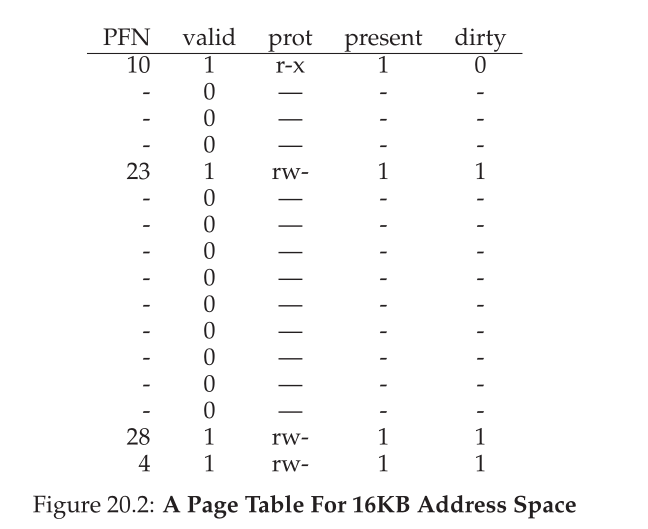 PFN valid prot present dirty
10 1 r-x 1 0
- 0 — - -
- 0 — - -
- 0 — - -
23 1 rw- 1 1
- 0 — - -
- 0 — - -
- 0 — - -
- 0 — - -
- 0 — - -
- 0 — - -
- 0 — - -
- 0 — - -
- 0 — - -
28 1 rw- 1 1
4 1 rw- 1 1
Figure 20.2: A Page Table For 16KB Address Space